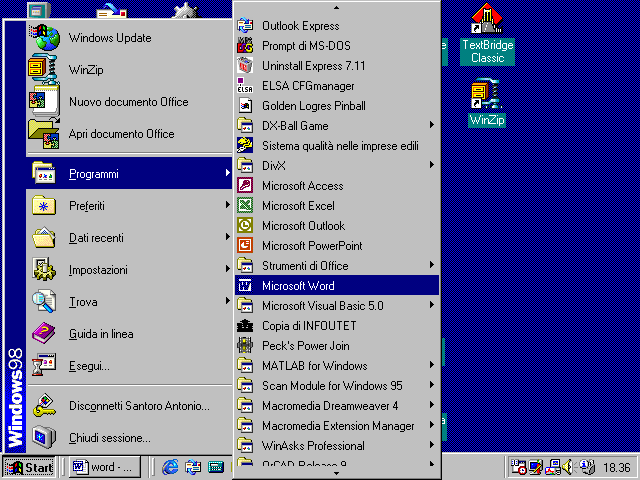 Windows98
Windows Update
WinZip
Nuovo documento Office
Apri documento Office
Programmi
Preferiti
Dati recenti
Impostazioni
Trova
Guida in linea
Esegui...
Disconnetti Santoro Antonio...
Chiudi sessione...
Outlook Express
Prompt di MS-DOS
Uninstall Express 7.11
ELSA
ELSA CFGmanager
Golden Logres Pinball
DX-Ball Game
Sistema qualità nelle imprese edili
DivX
Microsoft Access
Microsoft Excel
Microsoft Outlook
Microsoft PowerPoint
Strumenti di Office
Microsoft Word
Microsoft Visual Basic 5.0
Copia di INFOUTET
Peck's Power Join
MATLAB for Windows
Scan Module for Windows 95
Macromedia Dreamweaver 4
Macromedia Extension Manager
WinAsks Professional
OrCAD Release 9
TextBridge
Classic
WinZip
Start
word - ...
18.36